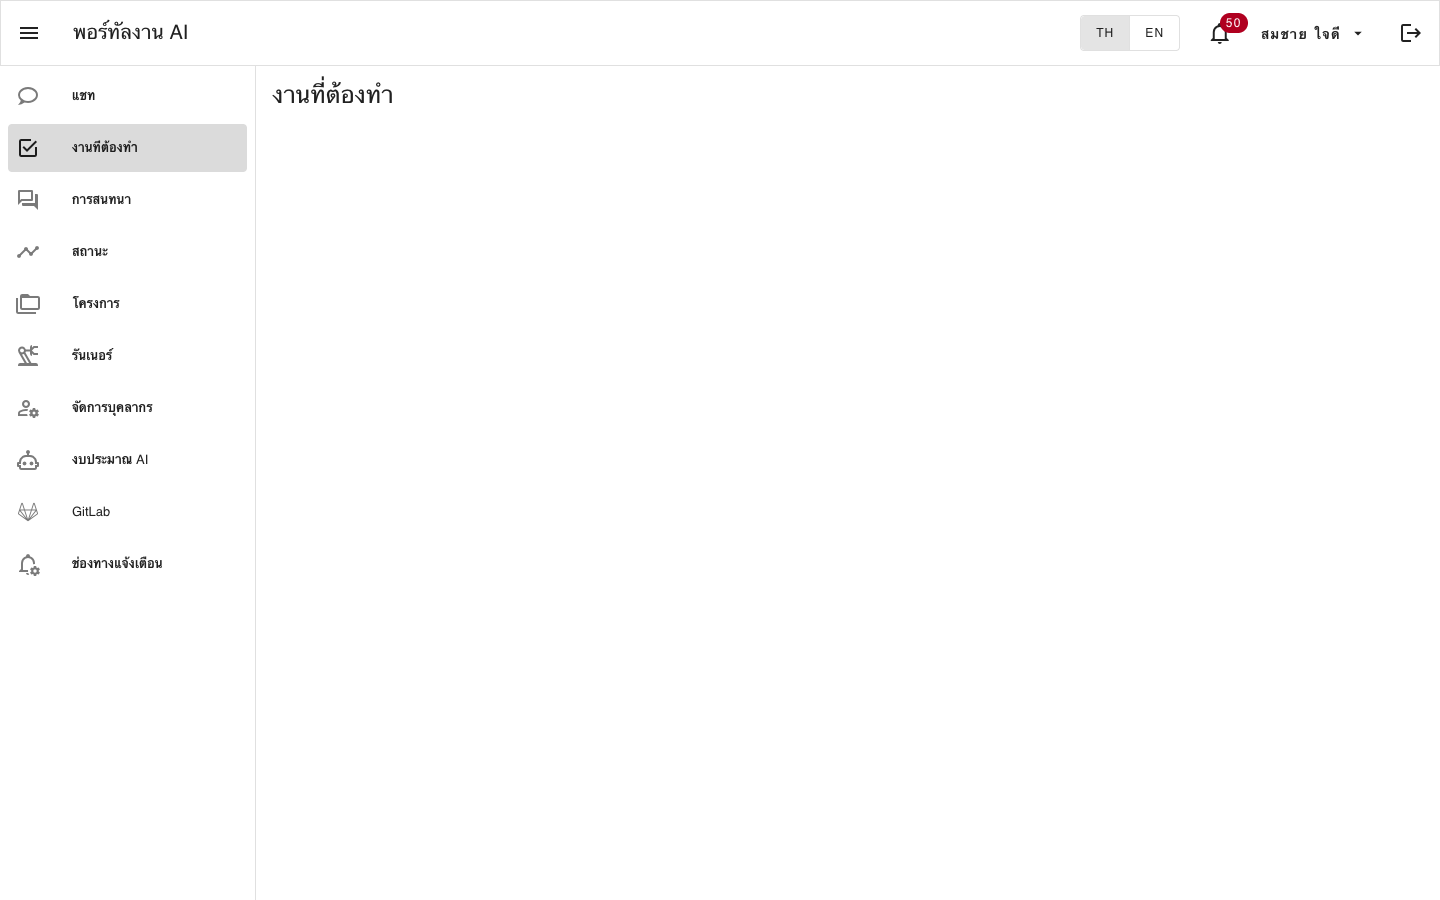 พอร์ทัลงาน AI
TH
EN
50
สมชาย ใจดี
แชท
งานที่ต้องทำ
การสนทนา
สถานะ
โครงการ
รันเนอร์
จัดการบุคลากร
งบประมาณ AI
GitLab
ช่องทางแจ้งเตือน
งานที่ต้องทำ